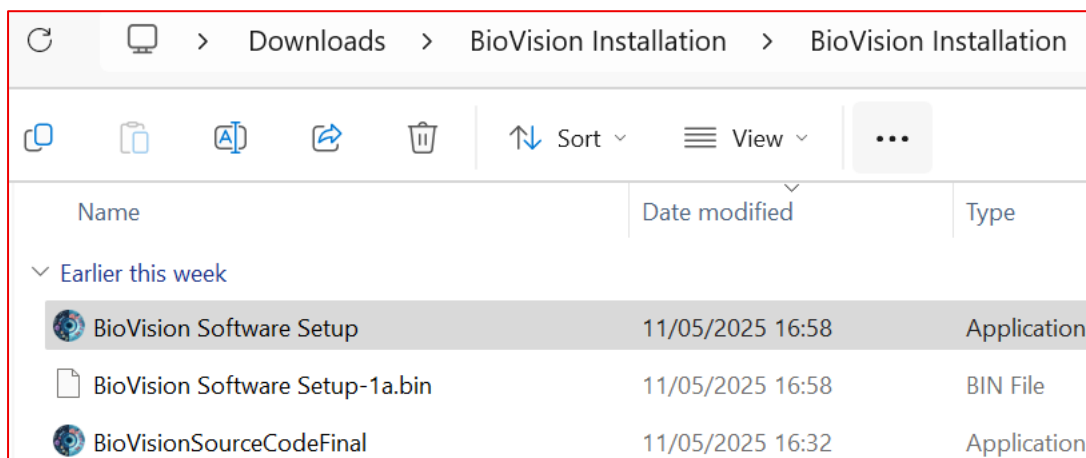 > Downloads > BioVision Installation > BioVision Installation
Sort View
Name Date modified Type
Earlier this week
BioVision Software Setup 11/05/2025 16:58 Application
BioVision Software Setup-1a.bin 11/05/2025 16:58 BIN File
BioVisionSourceCodeFinal 11/05/2025 16:32 Application